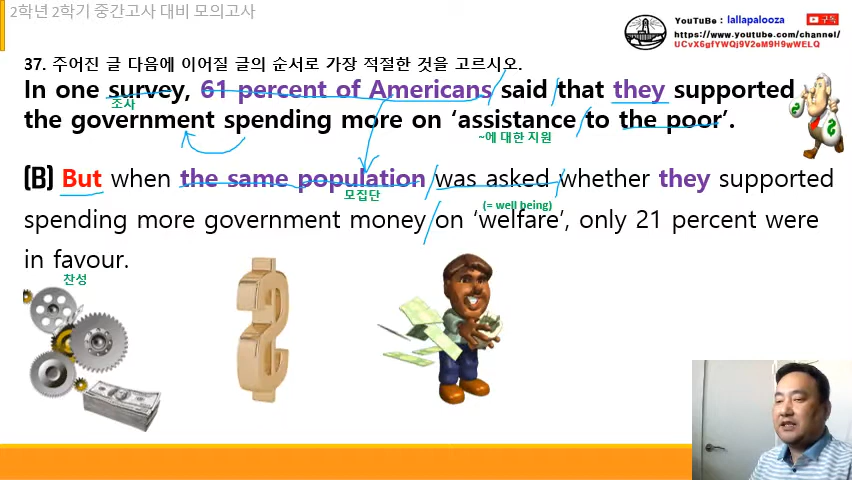 2학년 2학기 중간고사 대비 모의고사
YouTuBe : lallapalooza 구독
https://www.youtube.com/channel/
UCvX6gfYWQj9V2eM9H9wWELQ
37. 주어진 글 다음에 이어질 글의 순서로 가장 적절한 것을 고르시오.
In one survey, 61 percent of Americans said that they supported
조사
the government spending more on ‘assistance to the poor’.
~에 대한 지원
(B) But when the same population was asked whether they supported
모집단
(= well being)
spending more government money on ‘welfare’, only 21 percent were
in favour.
찬성